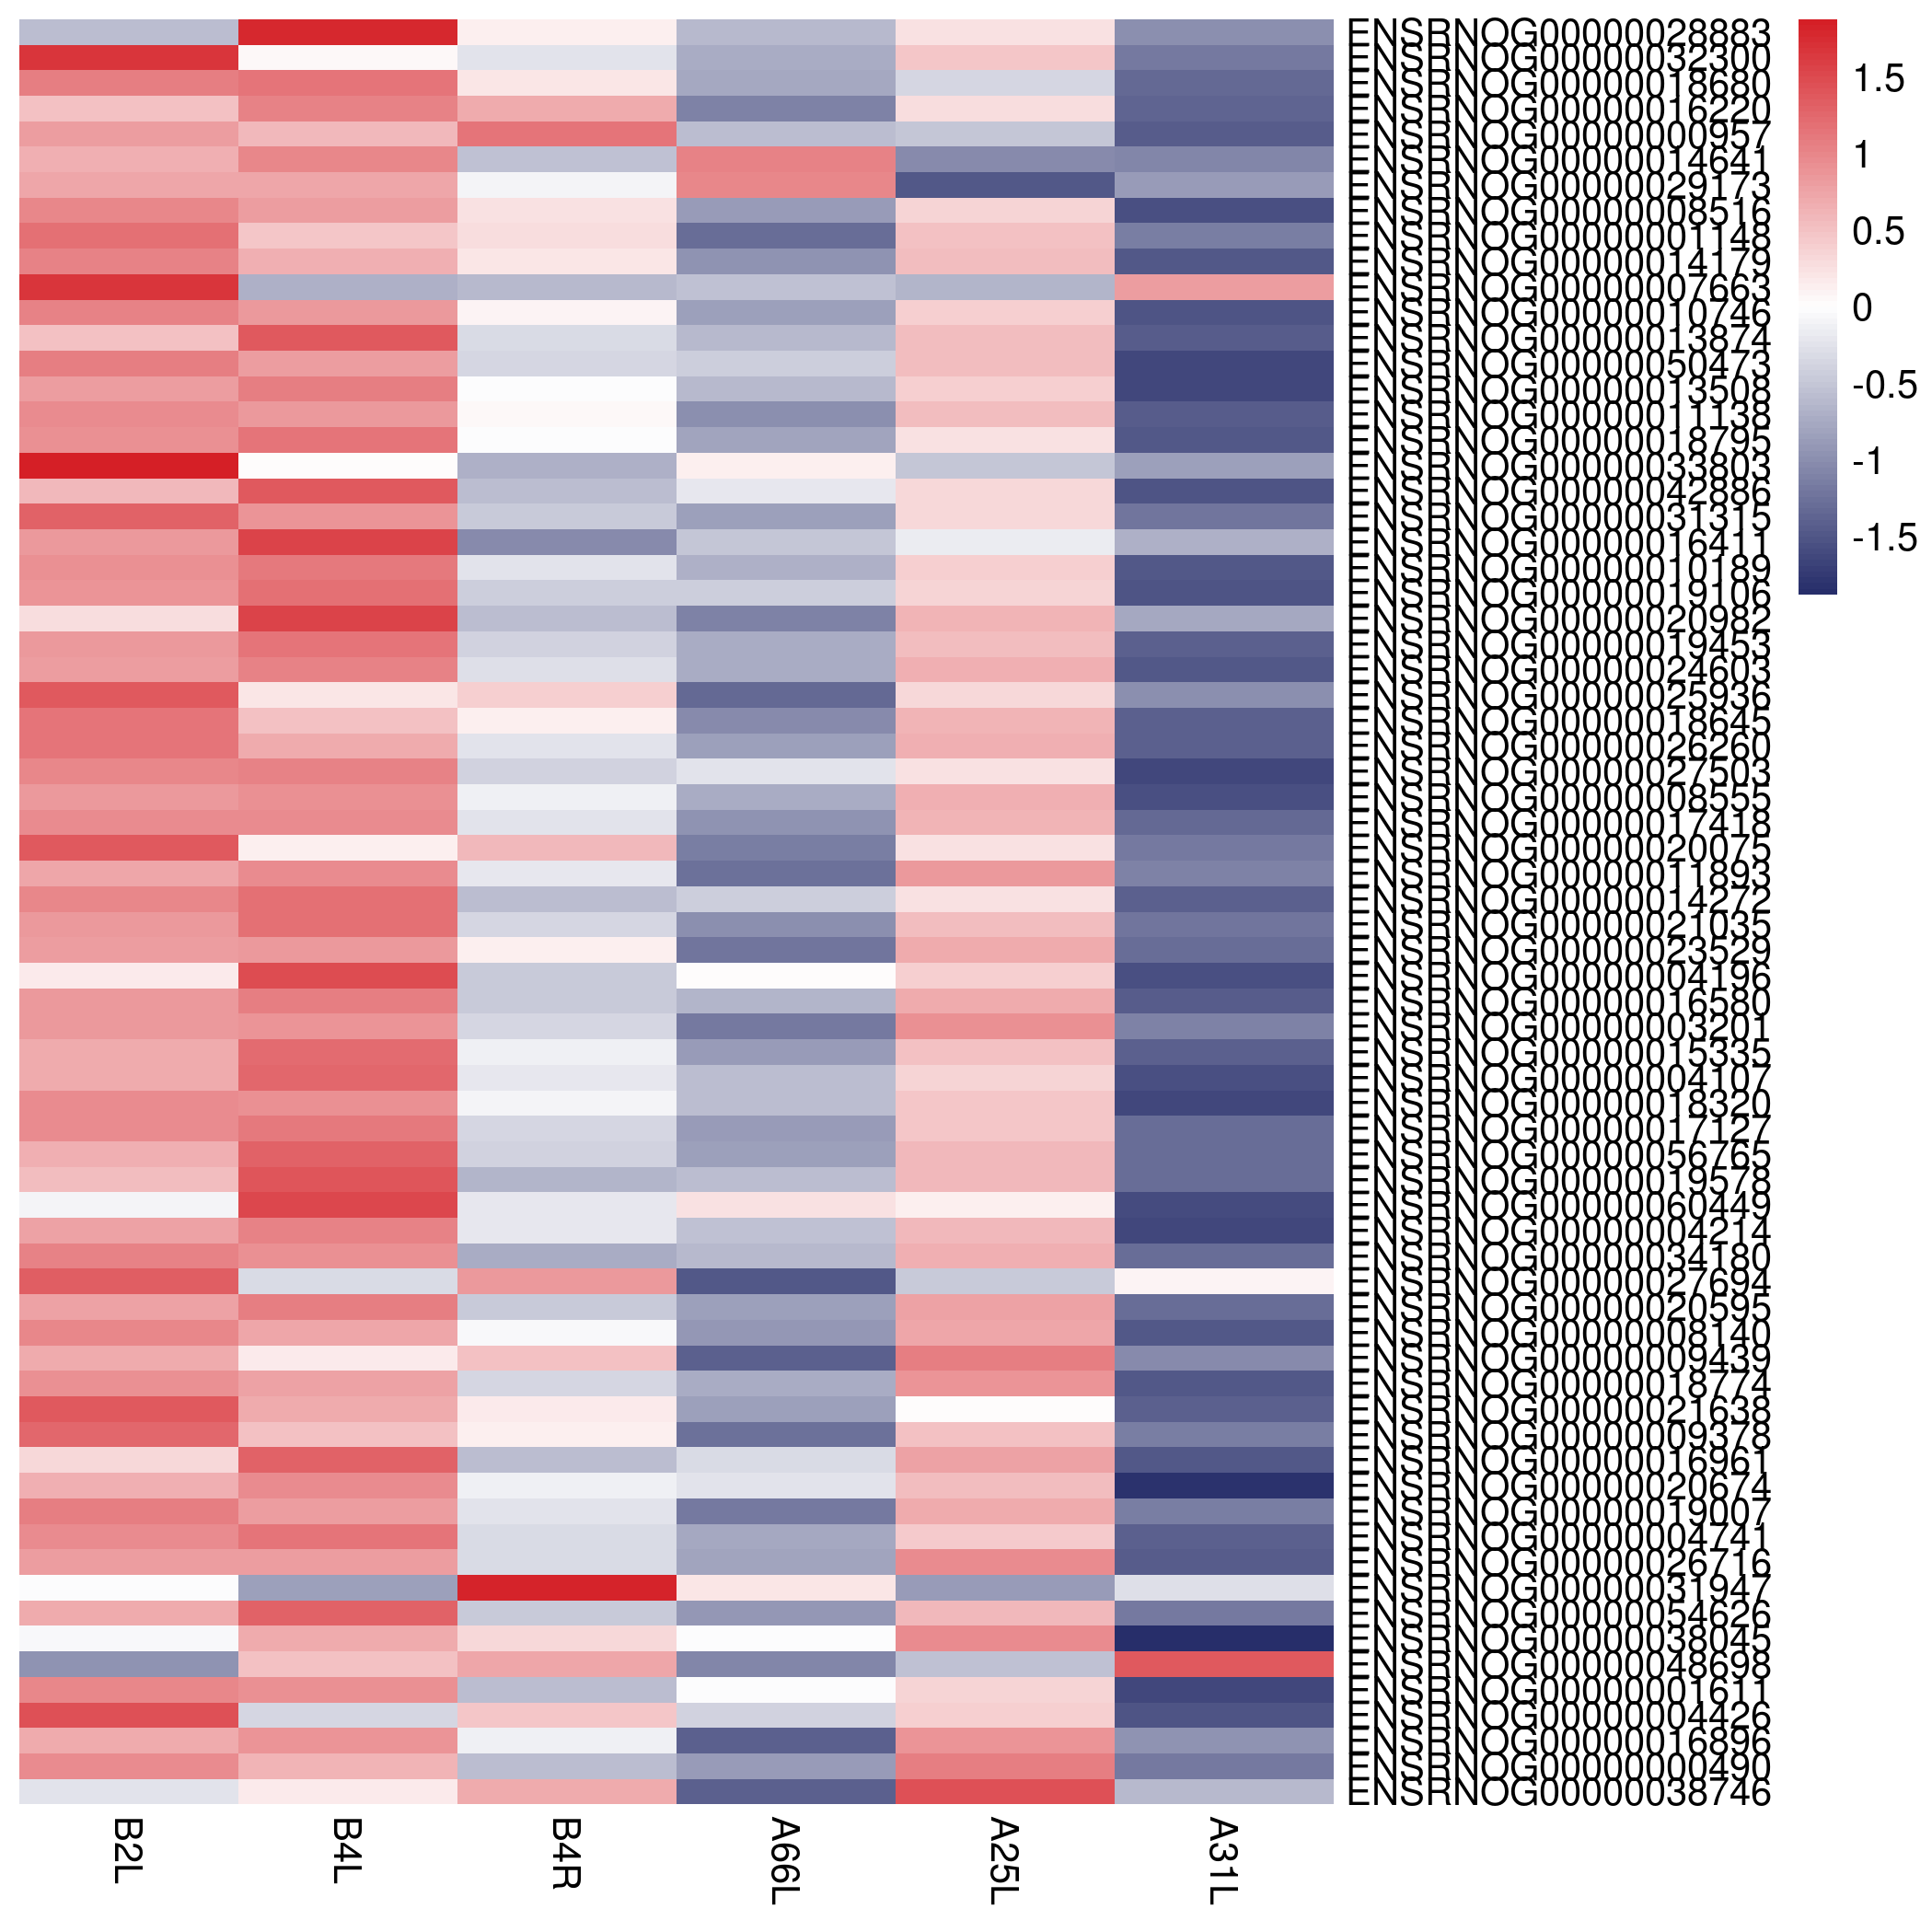 ENSRNOG00000028883
ENSRNOG00000032300
ENSRNOG00000018680
ENSRNOG00000016220
ENSRNOG00000000957
ENSRNOG00000014641
ENSRNOG00000029173
ENSRNOG00000008516
ENSRNOG00000001148
ENSRNOG00000014179
ENSRNOG00000007663
ENSRNOG00000010746
ENSRNOG00000013874
ENSRNOG00000050473
ENSRNOG00000013508
ENSRNOG00000011138
ENSRNOG00000018795
ENSRNOG00000033803
ENSRNOG00000042886
ENSRNOG00000031315
ENSRNOG00000016411
ENSRNOG00000010189
ENSRNOG00000019106
ENSRNOG00000020982
ENSRNOG00000019453
ENSRNOG00000024603
ENSRNOG00000025936
ENSRNOG00000018645
ENSRNOG00000026260
ENSRNOG00000027503
ENSRNOG00000008555
ENSRNOG00000017418
ENSRNOG00000020075
ENSRNOG00000011893
ENSRNOG00000014272
ENSRNOG00000021035
ENSRNOG00000023529
ENSRNOG00000004196
ENSRNOG00000016580
ENSRNOG00000003201
ENSRNOG00000015335
ENSRNOG00000004107
ENSRNOG00000018320
ENSRNOG00000017127
ENSRNOG00000056765
ENSRNOG00000019578
ENSRNOG00000060449
ENSRNOG00000004214
ENSRNOG00000034180
ENSRNOG00000027694
ENSRNOG00000020595
ENSRNOG00000008140
ENSRNOG00000009439
ENSRNOG00000018774
ENSRNOG00000021638
ENSRNOG00000009378
ENSRNOG00000016961
ENSRNOG00000020674
ENSRNOG00000019007
ENSRNOG00000004741
ENSRNOG00000026716
ENSRNOG00000031947
ENSRNOG00000054626
ENSRNOG00000038045
ENSRNOG00000048698
ENSRNOG00000001611
ENSRNOG00000004426
ENSRNOG00000016896
ENSRNOG00000000490
ENSRNOG00000038746
1.5
1
0.5
0
-0.5
-1
-1.5
B2L
B4L
B4R
A66L
A25L
A31L